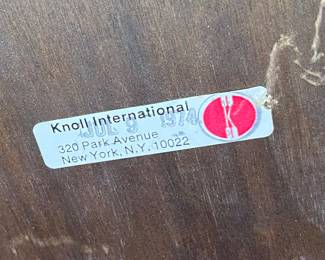 Knoll International
JUL 9 1974
320 Park Avenue
New York, N.Y. 10022